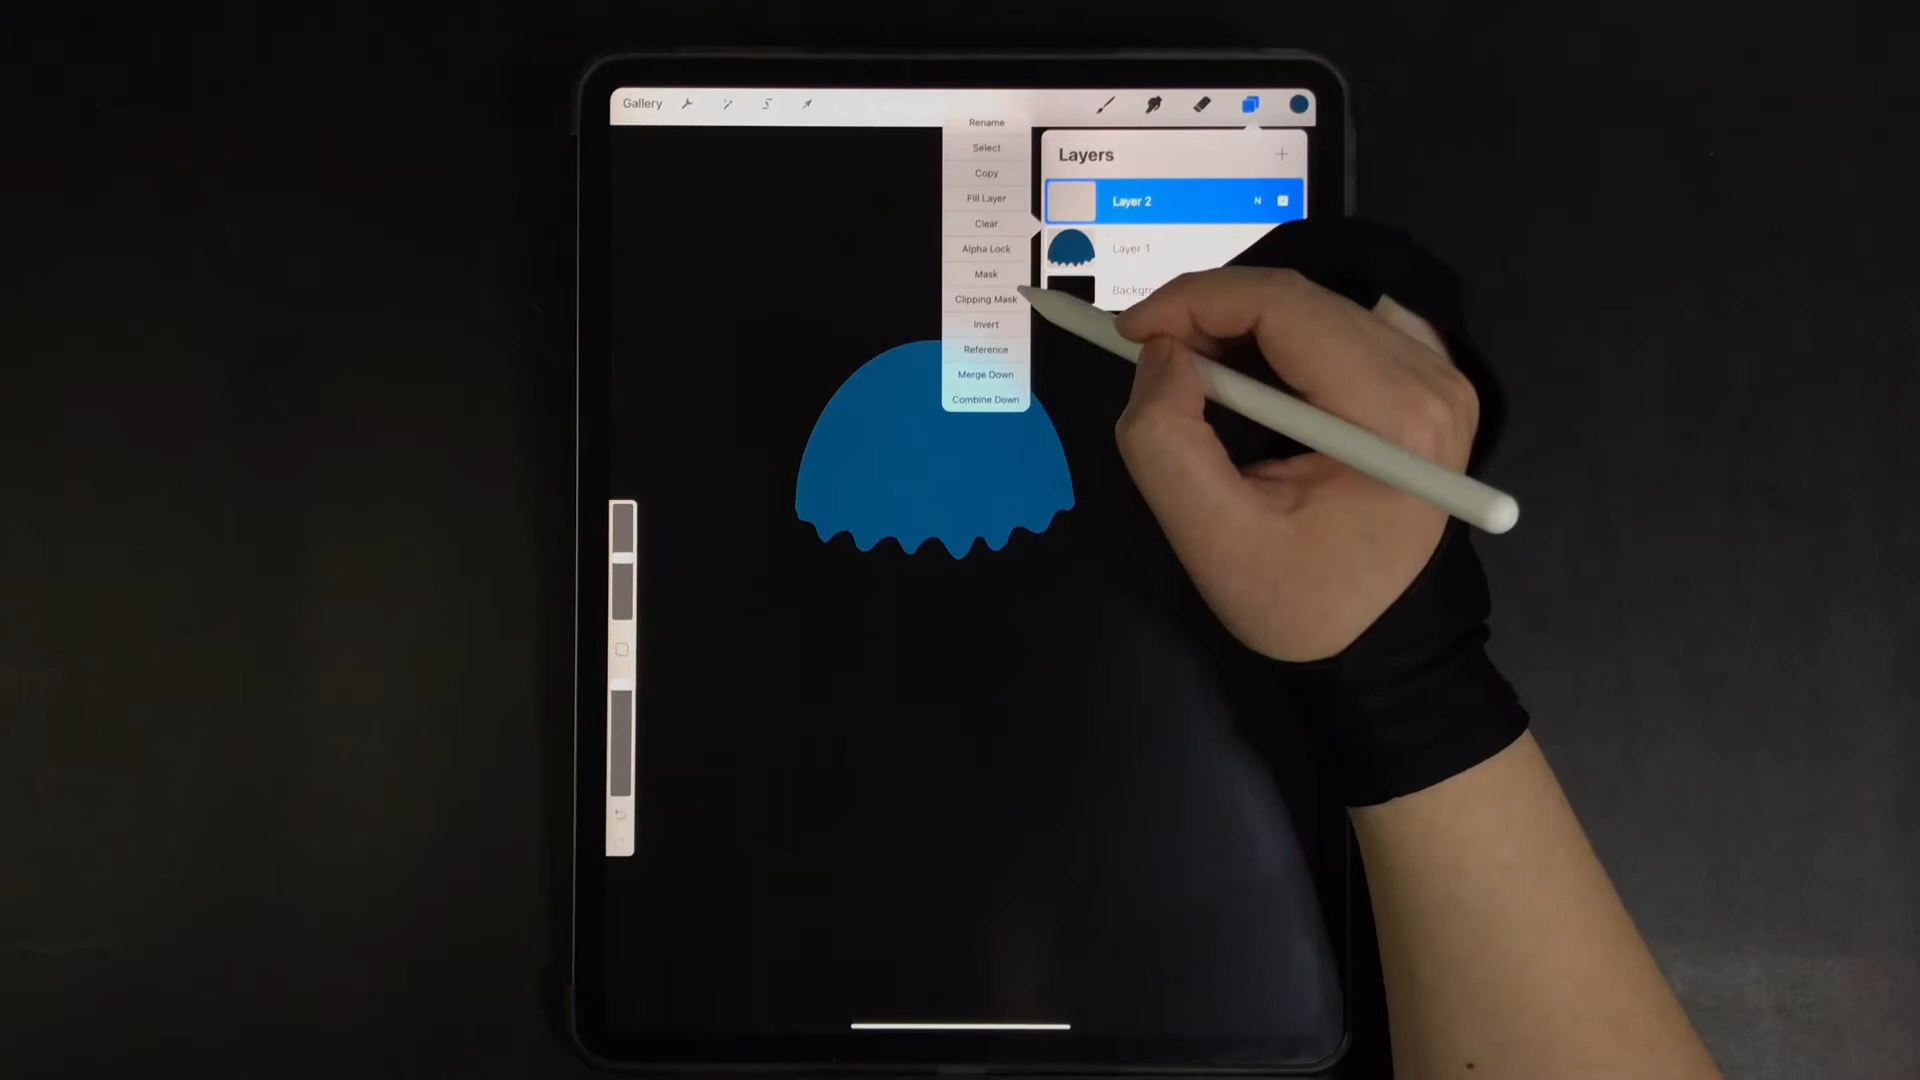 Gallery
Rename
Select
Copy
Fill Layer
Clear
Alpha Lock
Mask
Clipping Mask
Invert
Reference
Merge Down
Combine Down
Layers
Layer 2 N
Layer 1